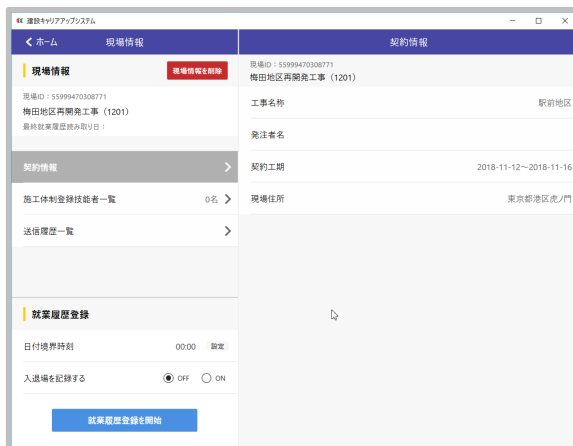 建設キャリアアップシステム
ホーム
現場情報
契約情報
現場情報
現場情報を削除
現場ID：55999470308771
梅田地区再開発工事（1201）
最終就業履歴読み取り日：
契約情報
施工体制登録技能者一覧 0名
送信履歴一覧
就業履歴登録
日付境界時刻 00:00 設定
入退場を記録する OFF ON
就業履歴登録を開始
現場ID：55999470308771
梅田地区再開発工事（1201）
工事名称 駅前地区
発注者名
契約工期 2018-11-12～2018-11-16
現場住所 東京都港区虎ノ門